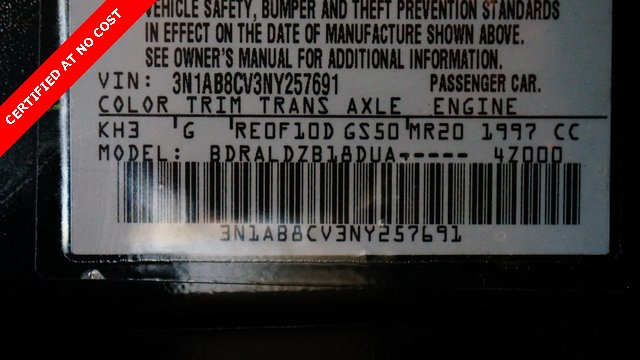 CERTIFIED AT NO COST
VEHICLE SAFETY, BUMPER AND THEFT PREVENTION STANDARDS
IN EFFECT ON THE DATE OF MANUFACTURE SHOWN ABOVE.
SEE OWNER'S MANUAL FOR ADDITIONAL INFORMATION.
VIN: 3N1AB8CV3NY257691 PASSENGER CAR.
COLOR TRIM TRANS AXLE ENGINE
KH3 G RE0F10D GS50 MR20 1997 CC
MODEL: BDRALDZB18DUA----- 4Z000
3N1AB8CV3NY257691